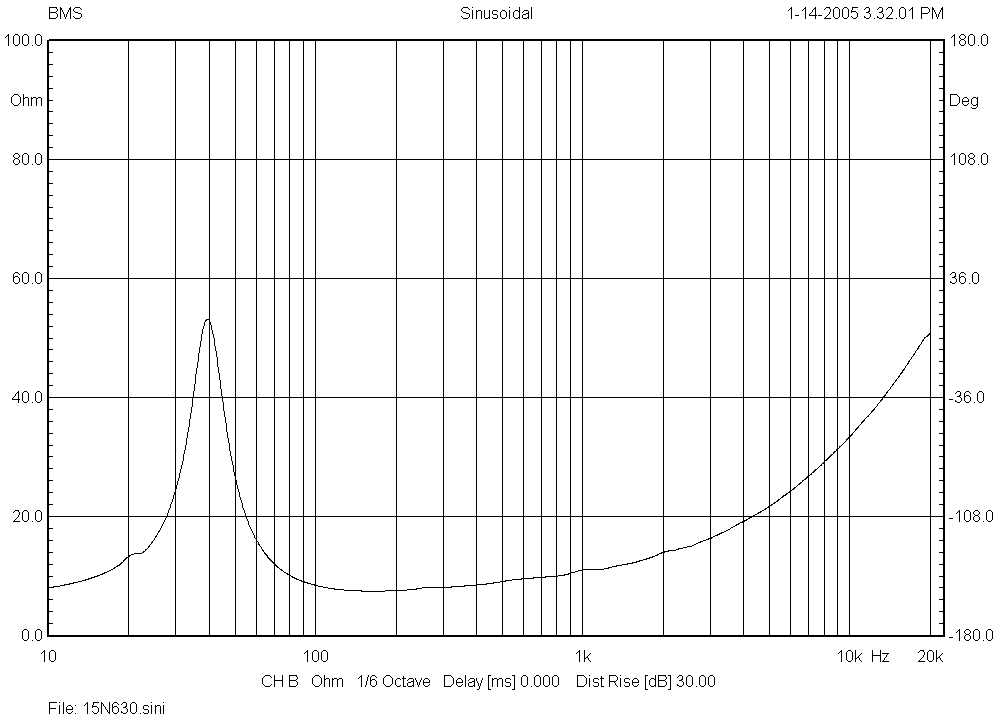 BMS Sinusoidal 1-14-2005 3.32.01 PM
100.0 180.0
Ohm Deg
80.0 108.0
60.0 36.0
40.0 -36.0
20.0 -108.0
0.0 -180.0
10 100 1k 10k Hz 20k
CH B Ohm 1/6 Octave Delay [ms] 0.000 Dist Rise [dB] 30.00
File: 15N630.sini